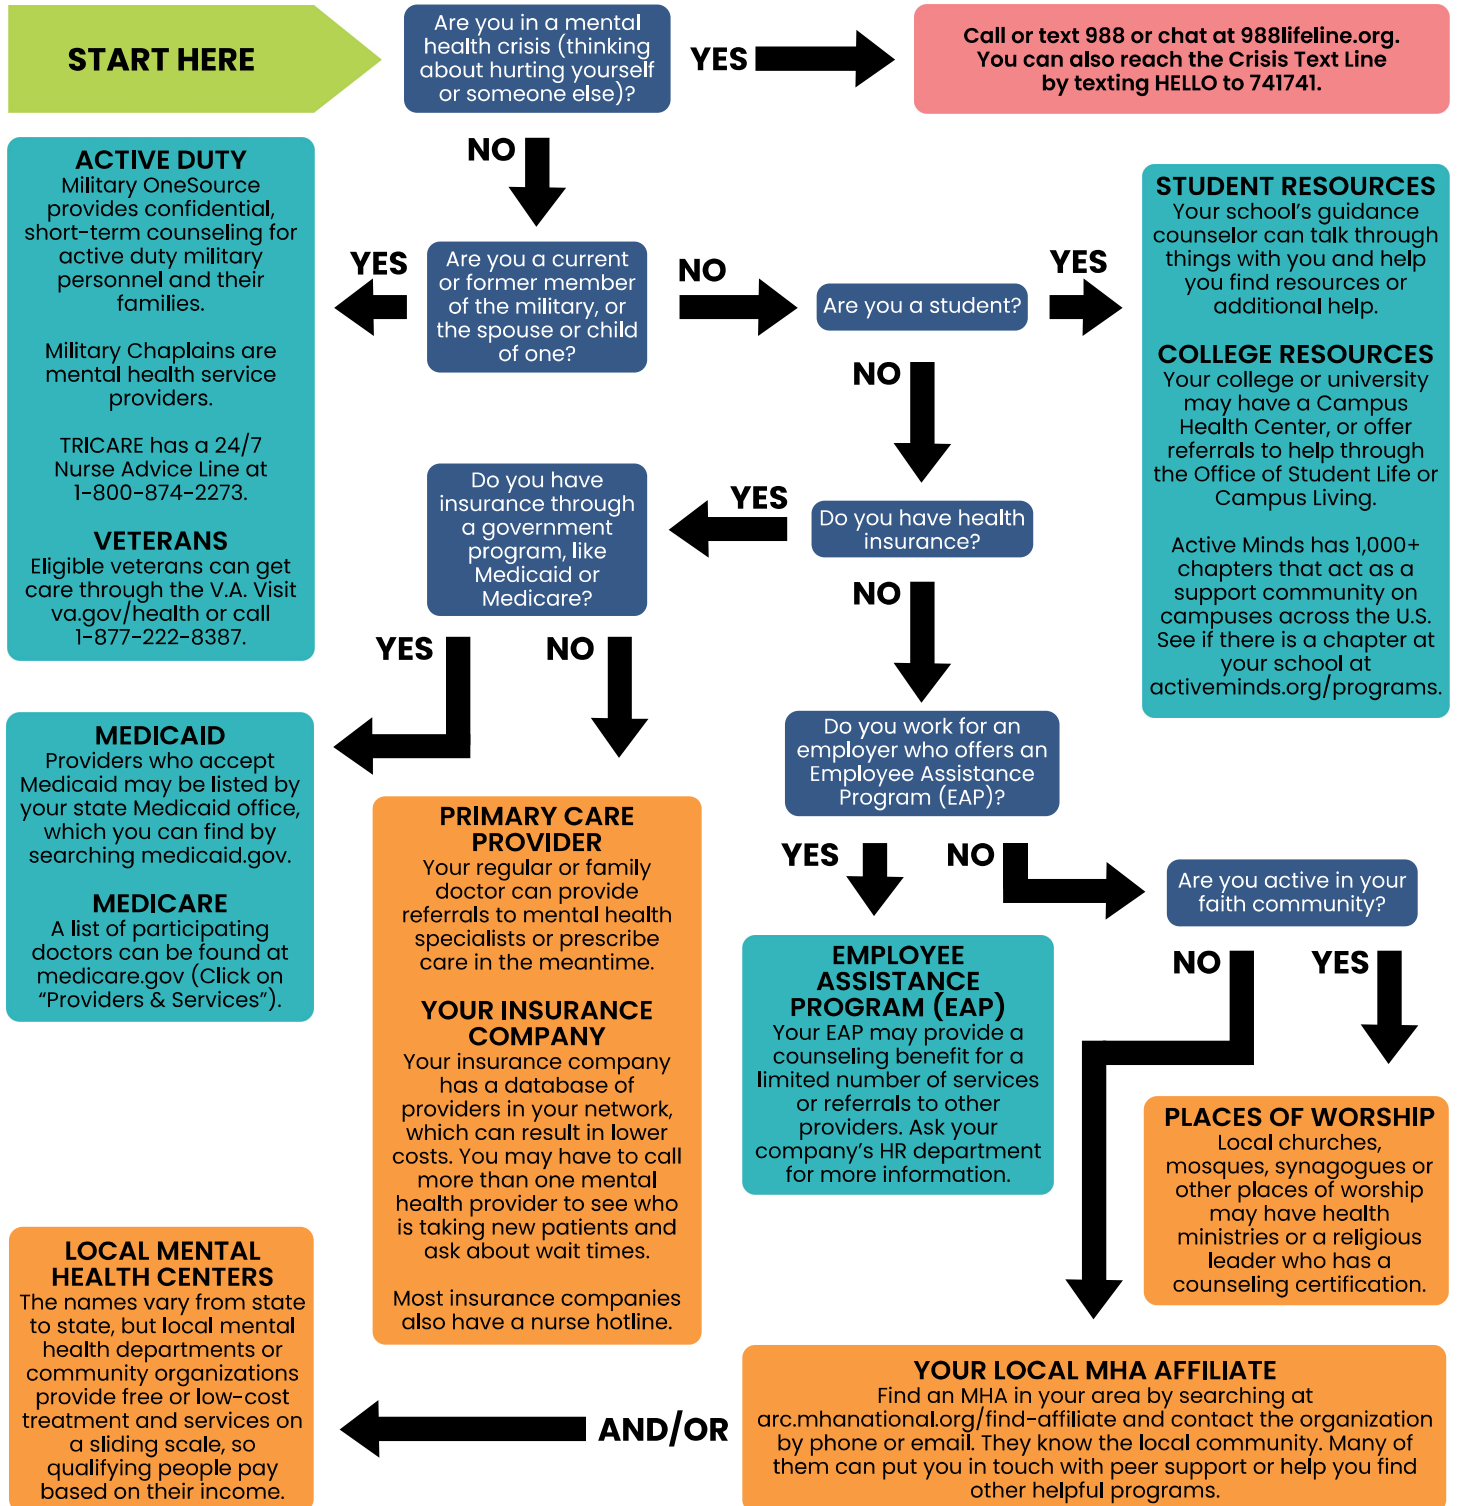 START HERE
Are you in a mental
health crisis (thinking
about hurting yourself
or someone else)?
YES
Call or text 988 or chat at 988lifeline.org.
You can also reach the Crisis Text Line
by texting HELLO to 741741.
NO
ACTIVE DUTY
Military OneSource
provides confidential,
short-term counseling for
active duty military
personnel and their
families.
Military Chaplains are
mental health service
providers.
TRICARE has a 24/7
Nurse Advice Line at
1-800-874-2273.
VETERANS
Eligible veterans can get
care through the V.A. Visit
va.gov/health or call
1-877-222-8387.
YES
Are you a current
or former member
of the military, or
the spouse or child
of one?
NO
Are you a student?
YES
STUDENT RESOURCES
Your school's guidance
counselor can talk through
things with you and help
you find resources or
additional help.
COLLEGE RESOURCES
Your college or university
may have a Campus
Health Center, or offer
referrals to help through
the Office of Student Life or
Campus Living.
Active Minds has 1,000+
chapters that act as a
support community on
campuses across the U.S.
See if there is a chapter at
your school at
activeminds.org/programs.
NO
Do you have health
insurance?
YES
Do you have
insurance through
a government
program, like
Medicaid or
Medicare?
YES
NO
MEDICAID
Providers who accept
Medicaid may be listed by
your state Medicaid office,
which you can find by
searching medicaid.gov.
MEDICARE
A list of participating
doctors can be found at
medicare.gov (Click on
“Providers & Services”).
PRIMARY CARE
PROVIDER
Your regular or family
doctor can provide
referrals to mental health
specialists or prescribe
care in the meantime.
YOUR INSURANCE
COMPANY
Your insurance company
has a database of
providers in your network,
which can result in lower
costs. You may have to call
more than one mental
health provider to see who
is taking new patients and
ask about wait times.
Most insurance companies
also have a nurse hotline.
NO
Do you work for an
employer who offers an
Employee Assistance
Program (EAP)?
YES
NO
EMPLOYEE
ASSISTANCE
PROGRAM (EAP)
Your EAP may provide a
counseling benefit for a
limited number of services
or referrals to other
providers. Ask your
company's HR department
for more information.
Are you active in your
faith community?
NO
YES
PLACES OF WORSHIP
Local churches,
mosques, synagogues or
other places of worship
may have health
ministries or a religious
leader who has a
counseling certification.
YOUR LOCAL MHA AFFILIATE
Find an MHA in your area by searching at
arc.mhanational.org/find-affiliate and contact the organization
by phone or email. They know the local community. Many of
them can put you in touch with peer support or help you find
other helpful programs.
AND/OR
LOCAL MENTAL
HEALTH CENTERS
The names vary from state
to state, but local mental
health departments or
community organizations
provide free or low-cost
treatment and services on
a sliding scale, so
qualifying people pay
based on their income.